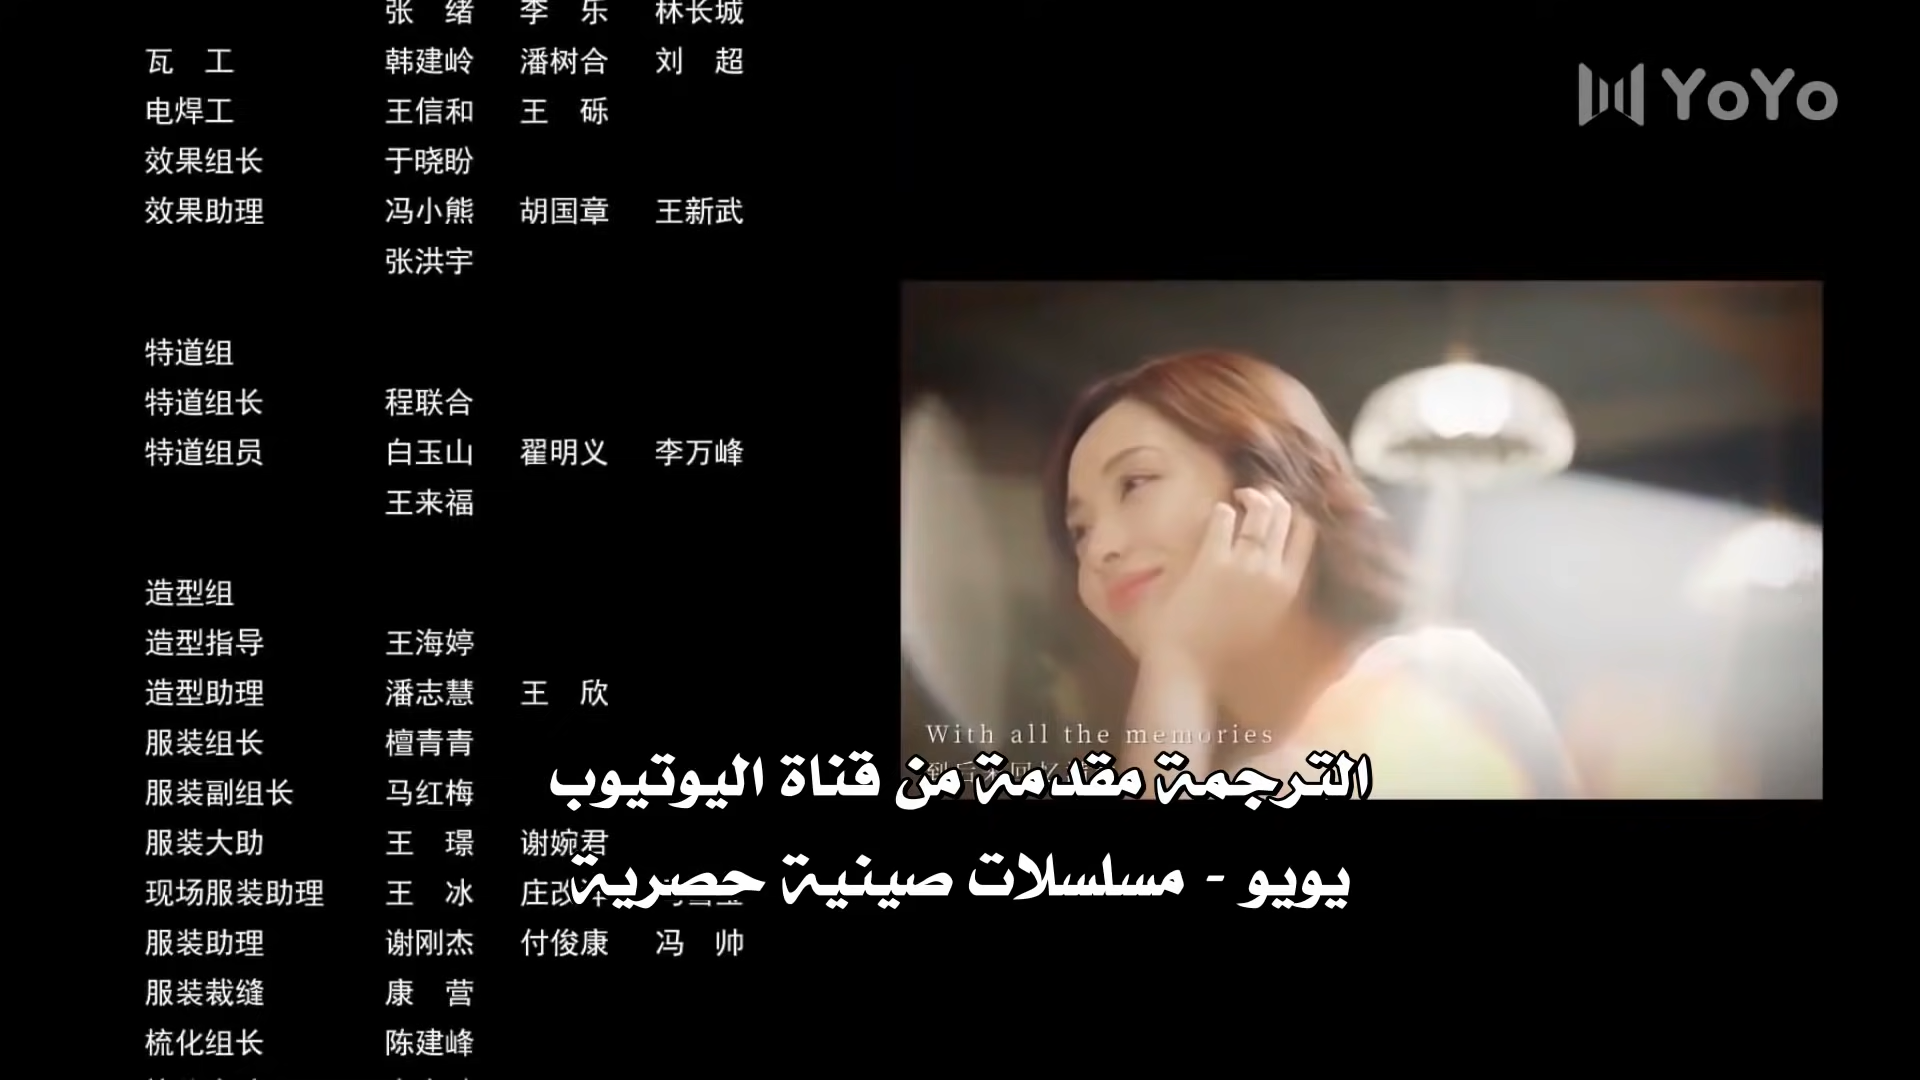 张　绪　李　乐　林长城
瓦　工　韩建岭　潘树合　刘　超
电焊工　王信和　王　砾
效果组长　于晓盼
效果助理　冯小熊　胡国章　王新武
张洪宇
特道组
特道组长　程联合
特道组员　白玉山　翟明义　李万峰
王来福
造型组
造型指导　王海婷
造型助理　潘志慧　王　欣
服装组长　檀青青
服装副组长　马红梅
服装大助　王　璟　谢婉君
现场服装助理　王　冰
服装助理　谢刚杰　付俊康　冯　帅
服装裁缝　康　营
梳化组长　陈建峰
YoYo
With all the memories
الترجمة مقدمة من قناة اليوتيوب
يويو - مسلسلات صينية حصرية